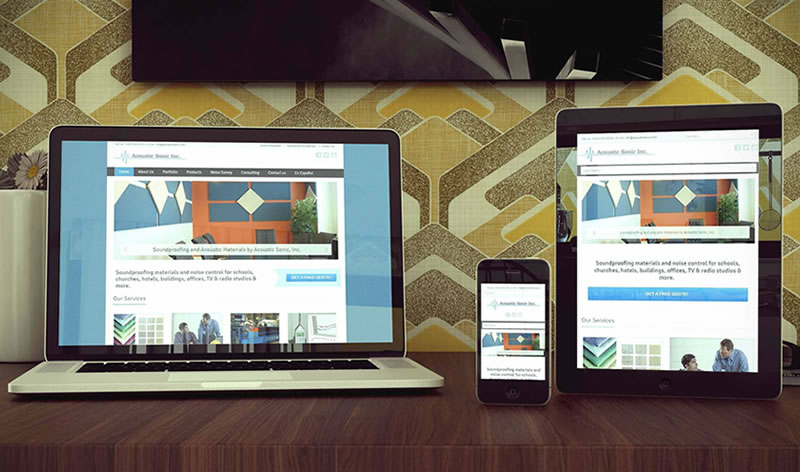 Acoustic Sonic Inc.
Home About Us Portfolio Products Noise Survey Consulting Contact us En Español
Soundproofing and Acoustic Materials by Acoustic Sonic, Inc.
Soundproofing materials and noise control for schools,
churches, hotels, buildings, offices, TV & radio studios &
more.
GET A FREE QUOTE!
Our Services
Acoustic Sonic Inc.
Soundproofing materials
and noise control for
Acoustic Sonic Inc.
Soundproofing and Acoustic Materials by Acoustic Sonic, Inc.
Soundproofing materials and noise control for schools,
churches, hotels, buildings, offices, TV & radio studios &
more.
GET A FREE QUOTE!
Our Services